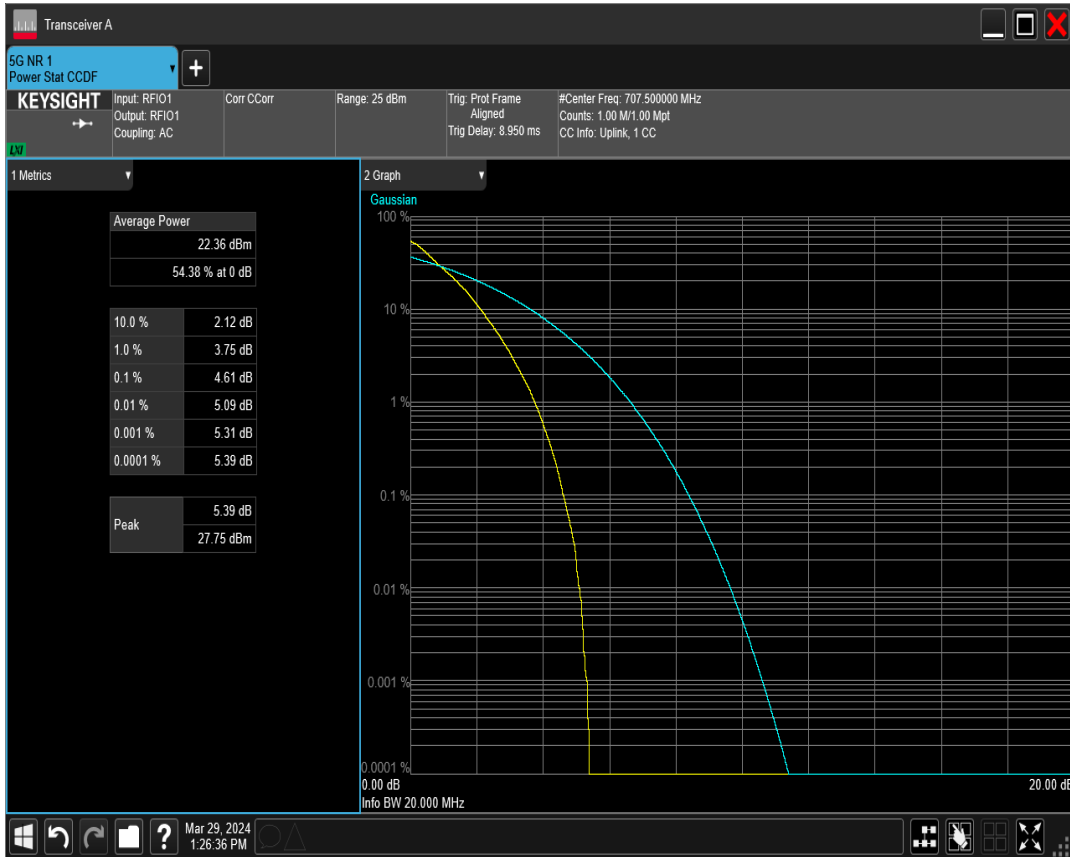 Transceiver A
5G NR 1
Power Stat CCDF
KEYSIGHT
LXI
Input: RFIO1
Output: RFIO1
Coupling: AC
Corr CCorr
Range: 25 dBm
Trig: Prot Frame
Aligned
Trig Delay: 8.950 ms
#Center Freq: 707.500000 MHz
Counts: 1.00 M/1.00 Mpt
CC Info: Uplink, 1 CC
1 Metrics
Average Power
22.36 dBm
54.38 % at 0 dB
10.0 % 2.12 dB
1.0 % 3.75 dB
0.1 % 4.61 dB
0.01 % 5.09 dB
0.001 % 5.31 dB
0.0001 % 5.39 dB
Peak 5.39 dB
27.75 dBm
2 Graph
Gaussian
100 %
10 %
1 %
0.1 %
0.01 %
0.001 %
0.0001 %
0.00 dB 20.00 dB
Info BW 20.000 MHz
? Mar 29, 2024
1:26:36 PM